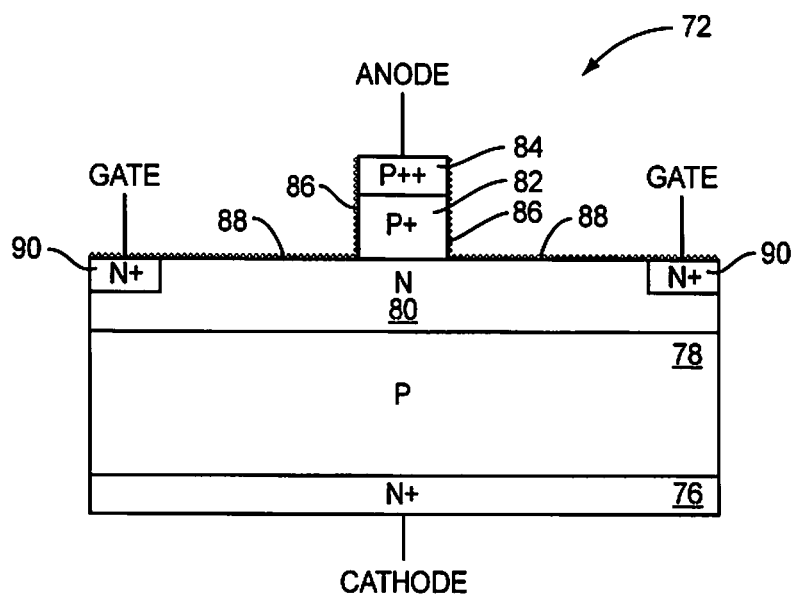 72
ANODE
P++
84
GATE
86
82
GATE
P+
86
88
88
90
N+
N
N+
90
80
78
P
N+
76
CATHODE